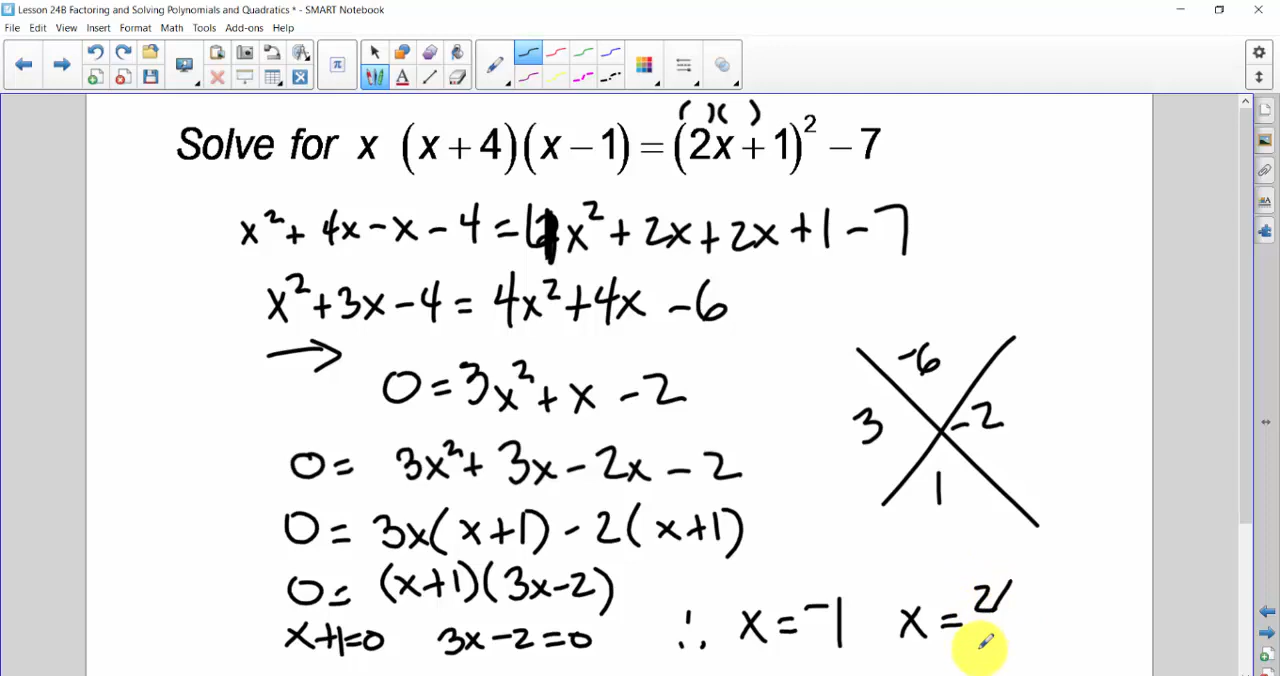 Lesson 24B Factoring and Solving Polynomials and Quadratics * - SMART Notebook
File Edit View Insert Format Math Tools Add-ons Help
( x )
Solve for x (x + 4)(x − 1) = (2x + 1)² − 7
x² + 4x − x − 4 = 4x² + 2x + 2x + 1 − 7
x² + 3x − 4 = 4x² + 4x − 6
→
0 = 3x² + x − 2
-6
3 -2
1
0 = 3x² + 3x − 2x − 2
0 = 3x(x+1) − 2(x+1)
0 = (x+1)(3x−2)
x+1=0 3x−2=0 ∴ x = −1 x = 2/